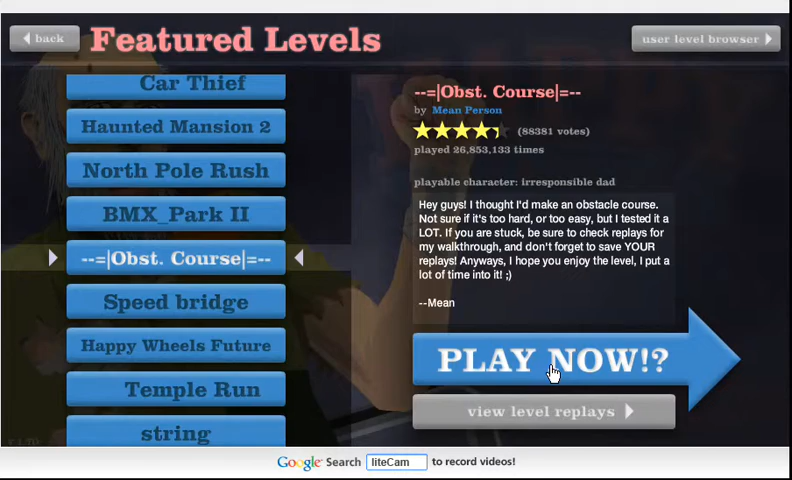 back
Featured Levels
user level browser
Car Thief
Haunted Mansion 2
North Pole Rush
BMX_Park II
--=|Obst. Course|=--
Speed bridge
Happy Wheels Future
Temple Run
string
--=|Obst. Course|=--
by Mean Person
(88381 votes)
played 26,853,133 times
playable character: irresponsible dad
Hey guys! I thought I'd make an obstacle course.
Not sure if it's too hard, or too easy, but I tested it a
LOT. If you are stuck, be sure to check replays for
my walkthrough, and don't forget to save YOUR
replays! Anyways, I hope you enjoy the level, I put a
lot of time into it! ;)
--Mean
PLAY NOW!?
view level replays
Google Search liteCam to record videos!